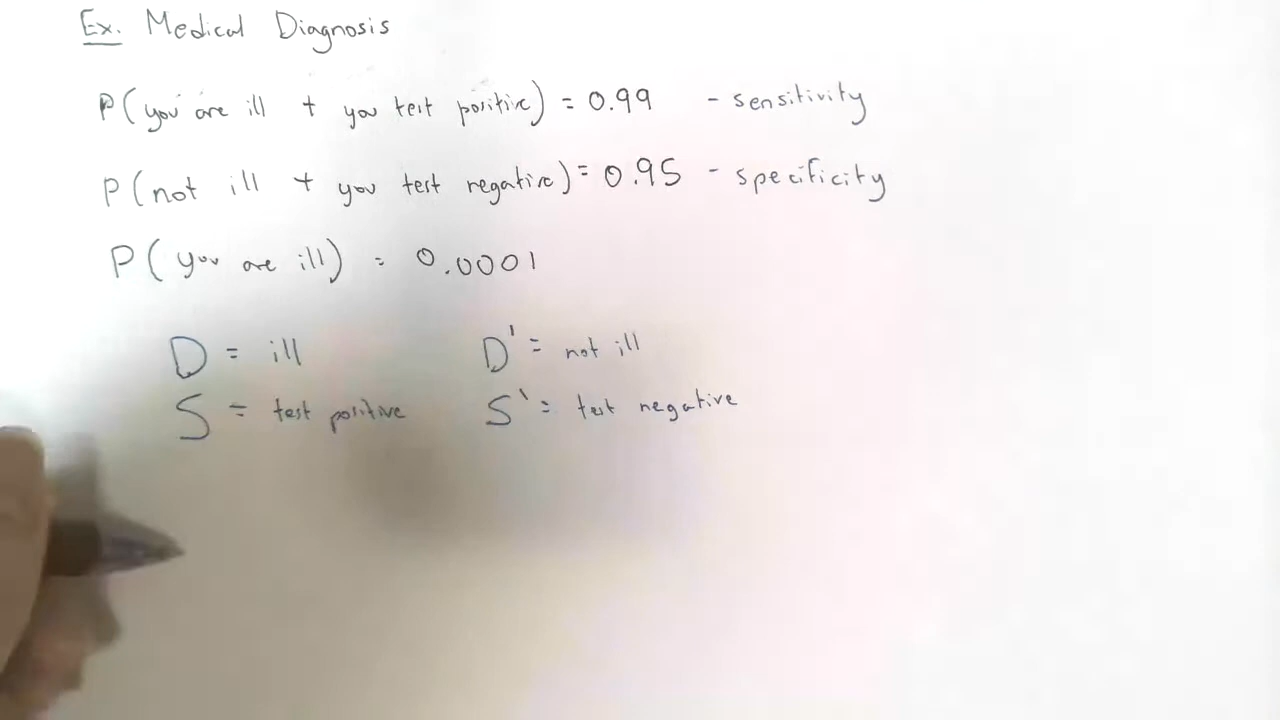 Ex. Medical Diagnosis
P(you are ill + you test positive) = 0.99 - sensitivity
P(not ill + you test negative) = 0.95 - specificity
P(you are ill) = 0.0001
D = ill D' = not ill
S = test positive S' = test negative